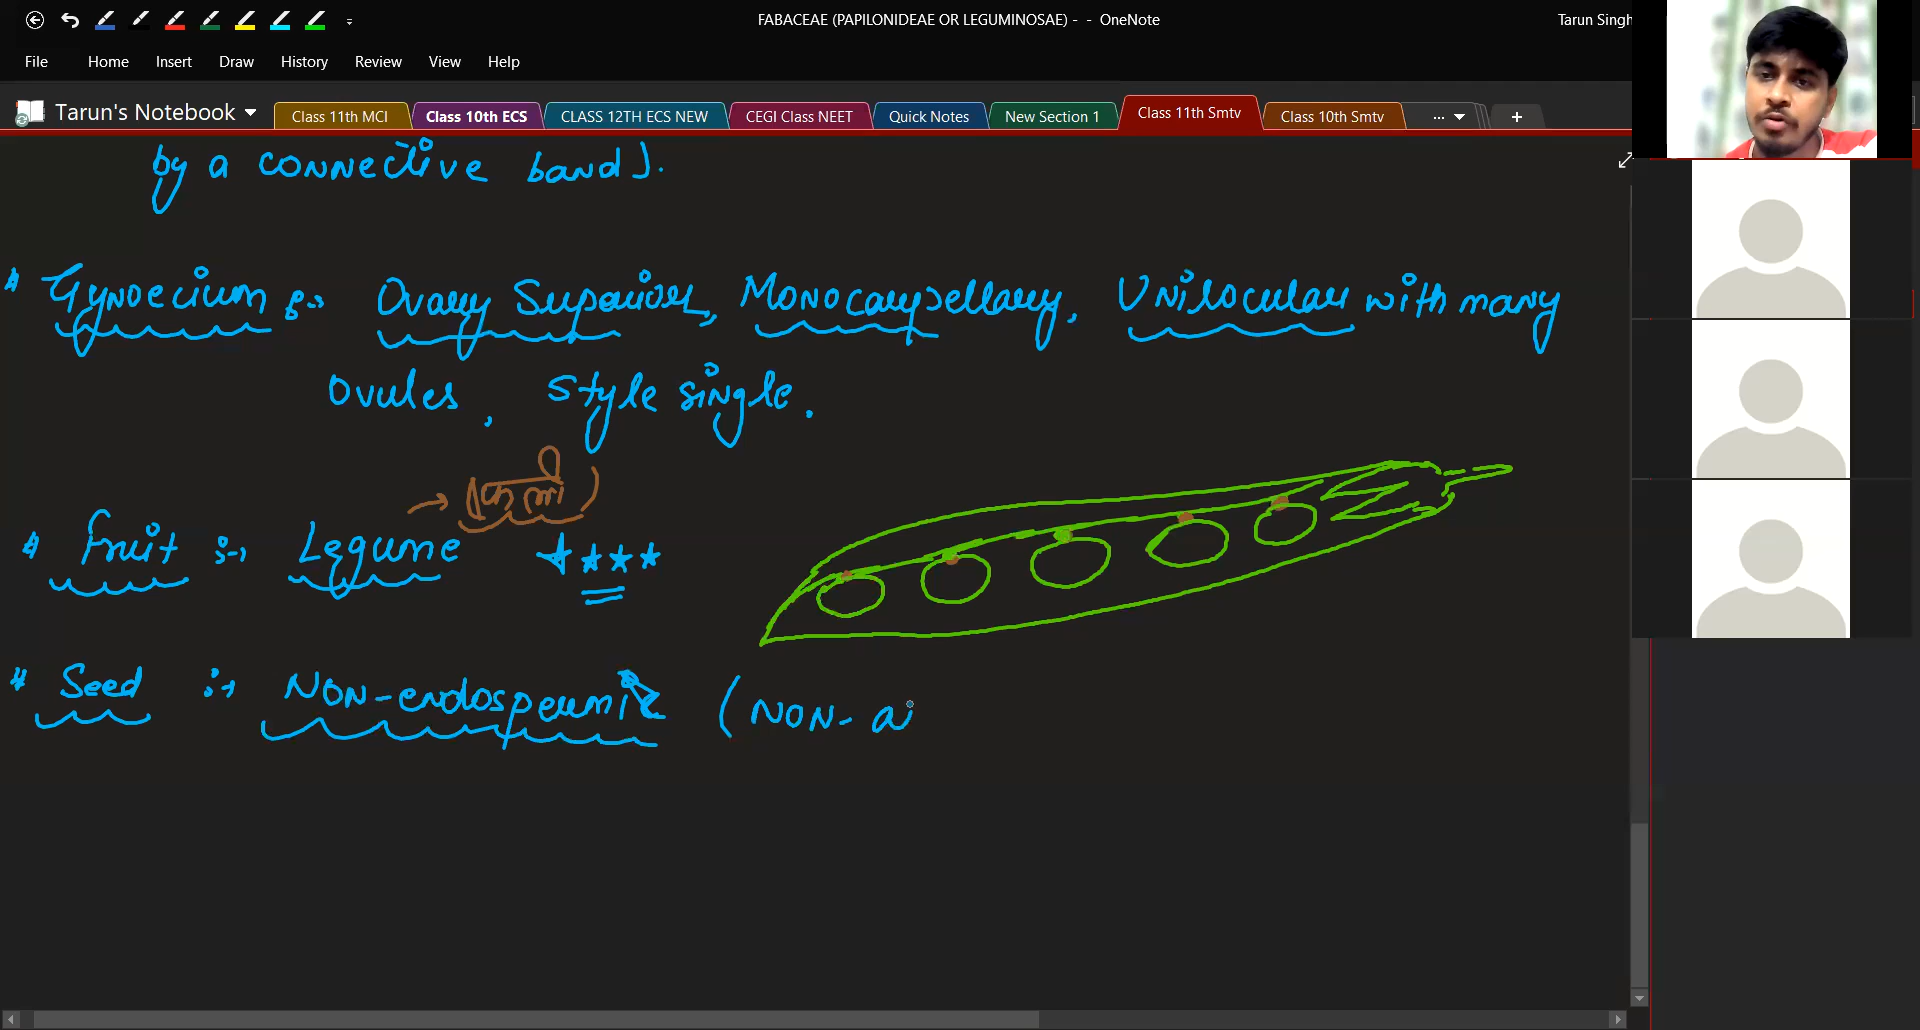 FABACEAE (PAPILONIDEAE OR LEGUMINOSAE) - - OneNote
Tarun Singh
File Home Insert Draw History Review View Help
Tarun's Notebook
Class 11th MCI Class 10th ECS CLASS 12TH ECS NEW CEGI Class NEET Quick Notes New Section 1 Class 11th Smtv Class 10th Smtv ... +
by a connective band).
* Gynoecium :- Ovary Superior, Monocarpellary, Unilocular with many
Ovules, Style single.
* Fruit :- Legume
* Seed :- Non-endospermic (NON-